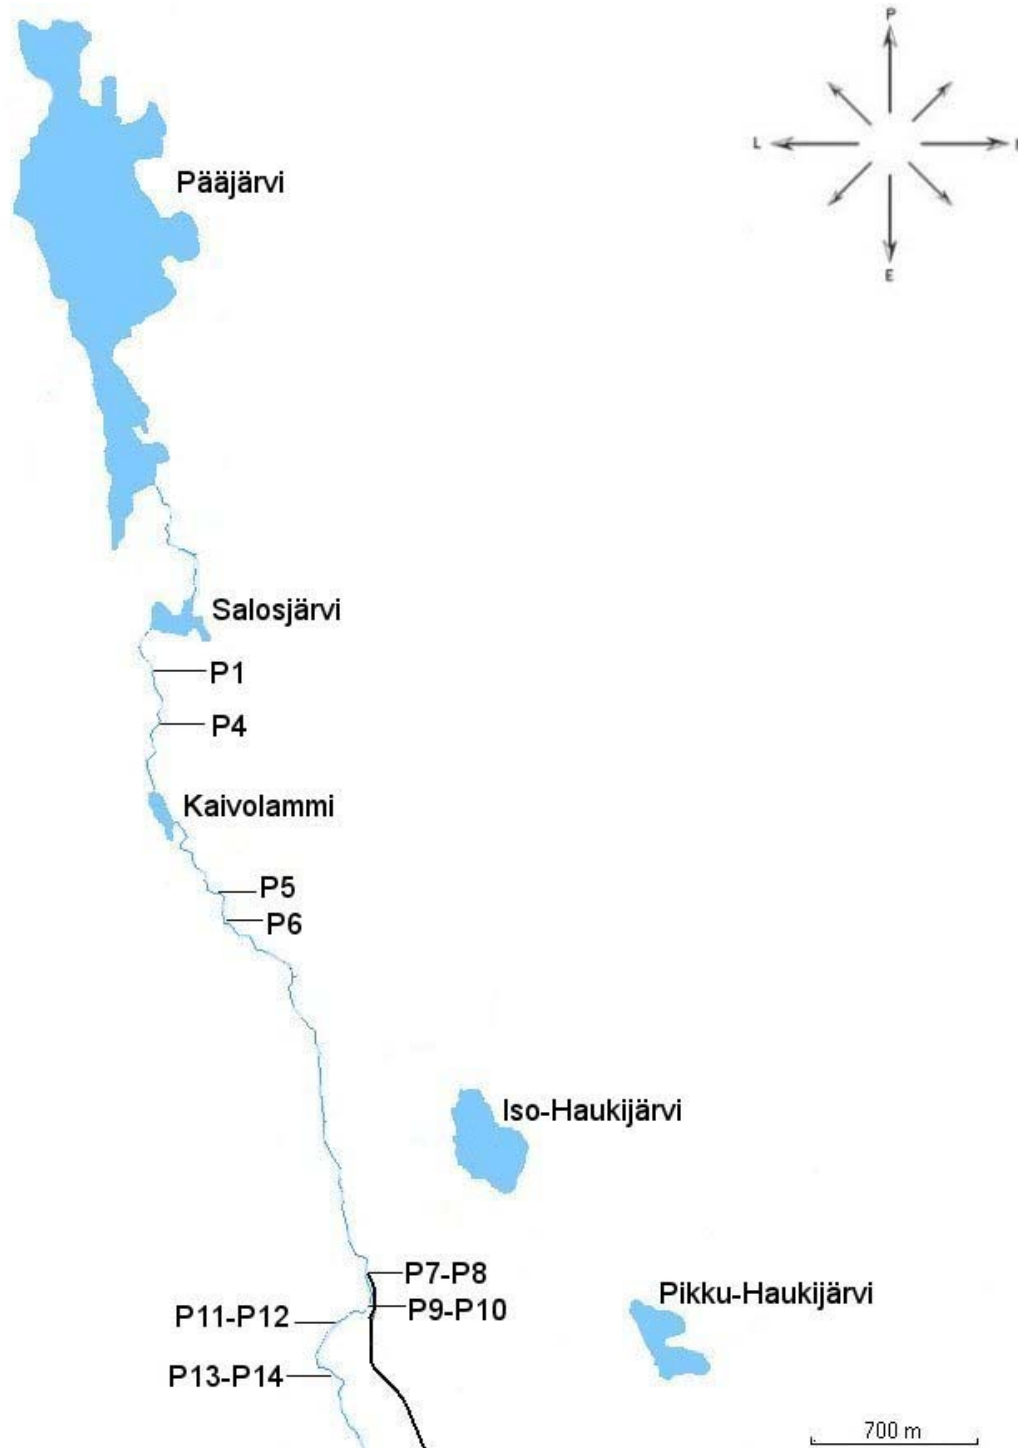 P
L
E
Pääjärvi
Salosjärvi
P1
P4
Kaivolammi
P5
P6
Iso-Haukijärvi
P7-P8
Pikku-Haukijärvi
P9-P10
P11-P12
P13-P14
700 m